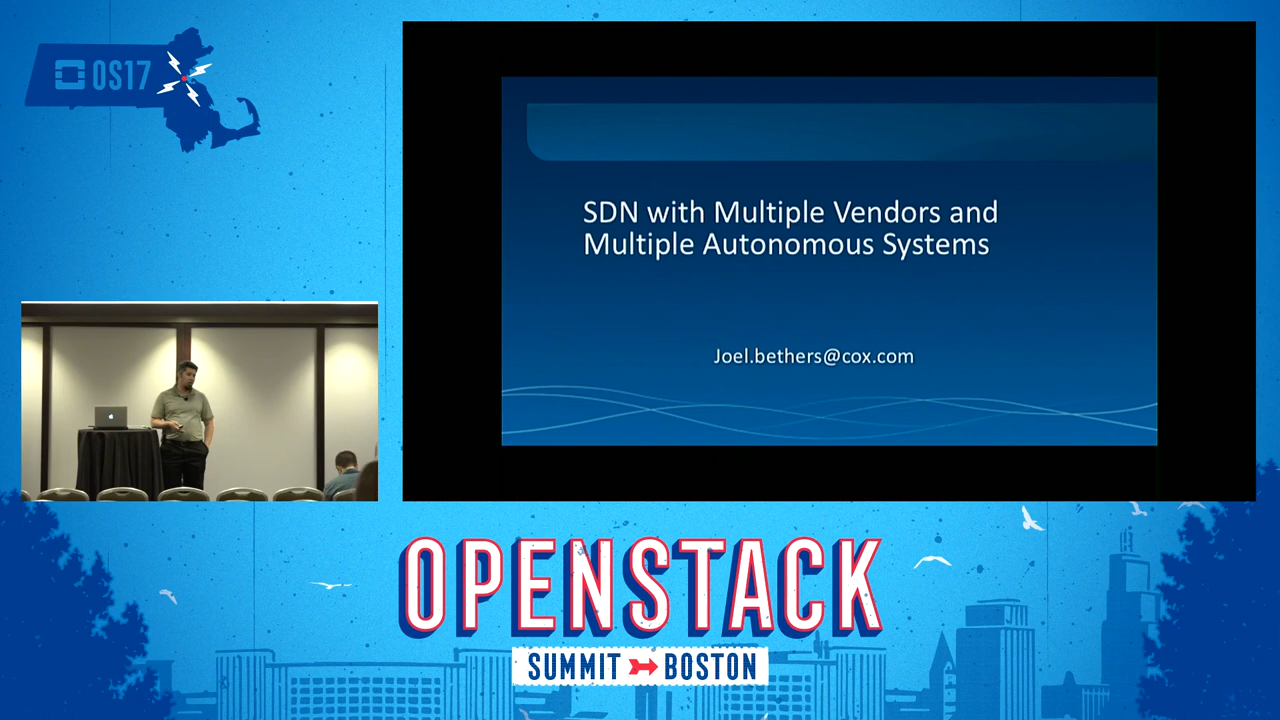 OS17
SDN with Multiple Vendors and
Multiple Autonomous Systems
Joel.bethers@cox.com
OPENSTACK
SUMMIT BOSTON